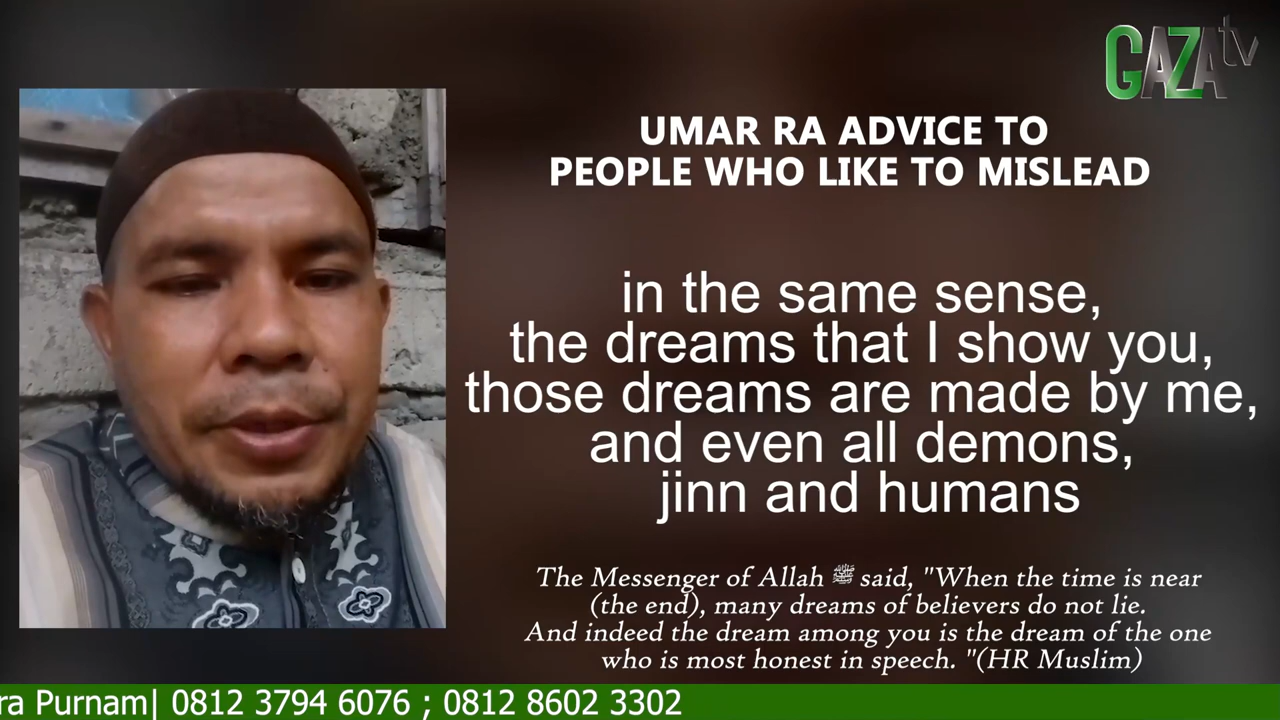 GAZAtv
UMAR RA ADVICE TO
PEOPLE WHO LIKE TO MISLEAD
in the same sense,
the dreams that I show you,
those dreams are made by me,
and even all demons,
jinn and humans
The Messenger of Allah ﷺ said, "When the time is near
(the end), many dreams of believers do not lie.
And indeed the dream among you is the dream of the one
who is most honest in speech. "(HR Muslim)
ra Purnam| 0812 3794 6076 ; 0812 8602 3302